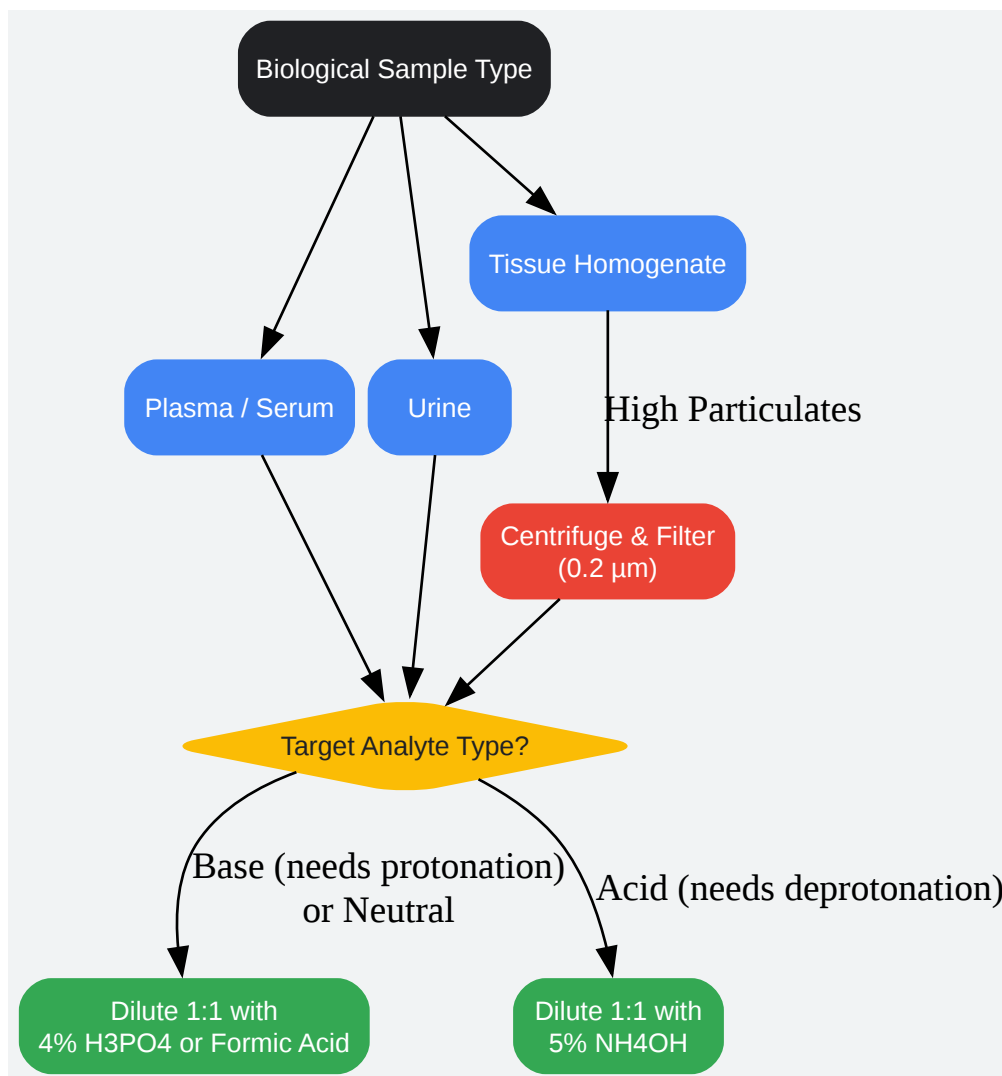 Biological Sample Type
Tissue Homogenate
Plasma / Serum
Urine
High Particulates
Centrifuge & Filter
(0.2 µm)
Target Analyte Type?
Base (needs protonation)
or Neutral
Acid (needs deprotonation)
Dilute 1:1 with
4% H3PO4 or Formic Acid
Dilute 1:1 with
5% NH4OH